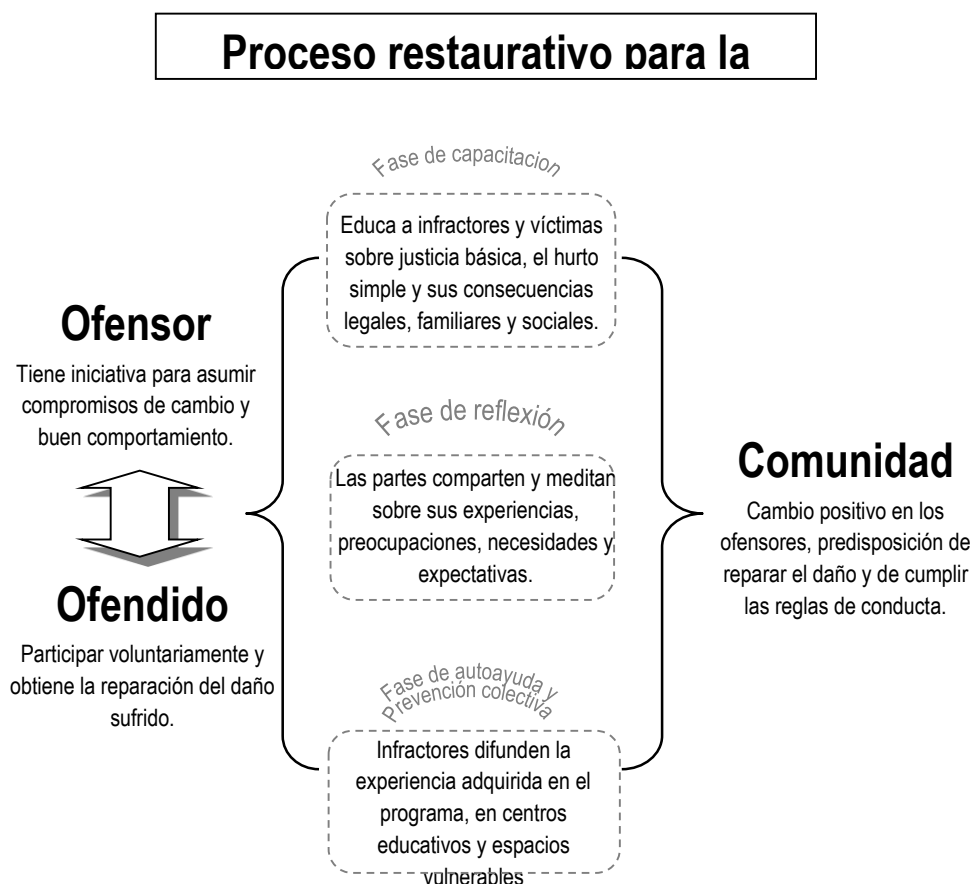 Proceso restaurativo para la
Fase de capacitacion
Educa a infractores y víctimas
sobre justicia básica, el hurto
simple y sus consecuencias
legales, familiares y sociales.
Ofensor
Tiene iniciativa para asumir
compromisos de cambio y
buen comportamiento.
Fase de reflexión
Las partes comparten y meditan
sobre sus experiencias,
preocupaciones, necesidades y
expectativas.
Ofendido
Participar voluntariamente y
obtiene la reparación del daño
sufrido.
Fase de autoayuda y
Prevención colectiva
Infractores difunden la
experiencia adquirida en el
programa, en centros
educativos y espacios
vulnerables
Comunidad
Cambio positivo en los
ofensores, predisposición de
reparar el daño y de cumplir
las reglas de conducta.